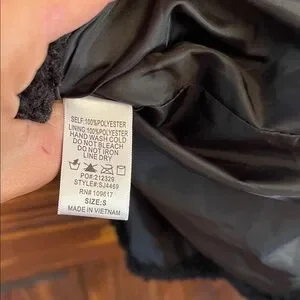 SELF:100%POLYESTER
LINING:100%POLYESTER
HAND WASH COLD
DO NOT BLEACH
DO NOT IRON
LINE DRY
PO#:212329
STYLE#:SJ4469
RN# 109617
SIZE:S
MADE IN VIETNAM